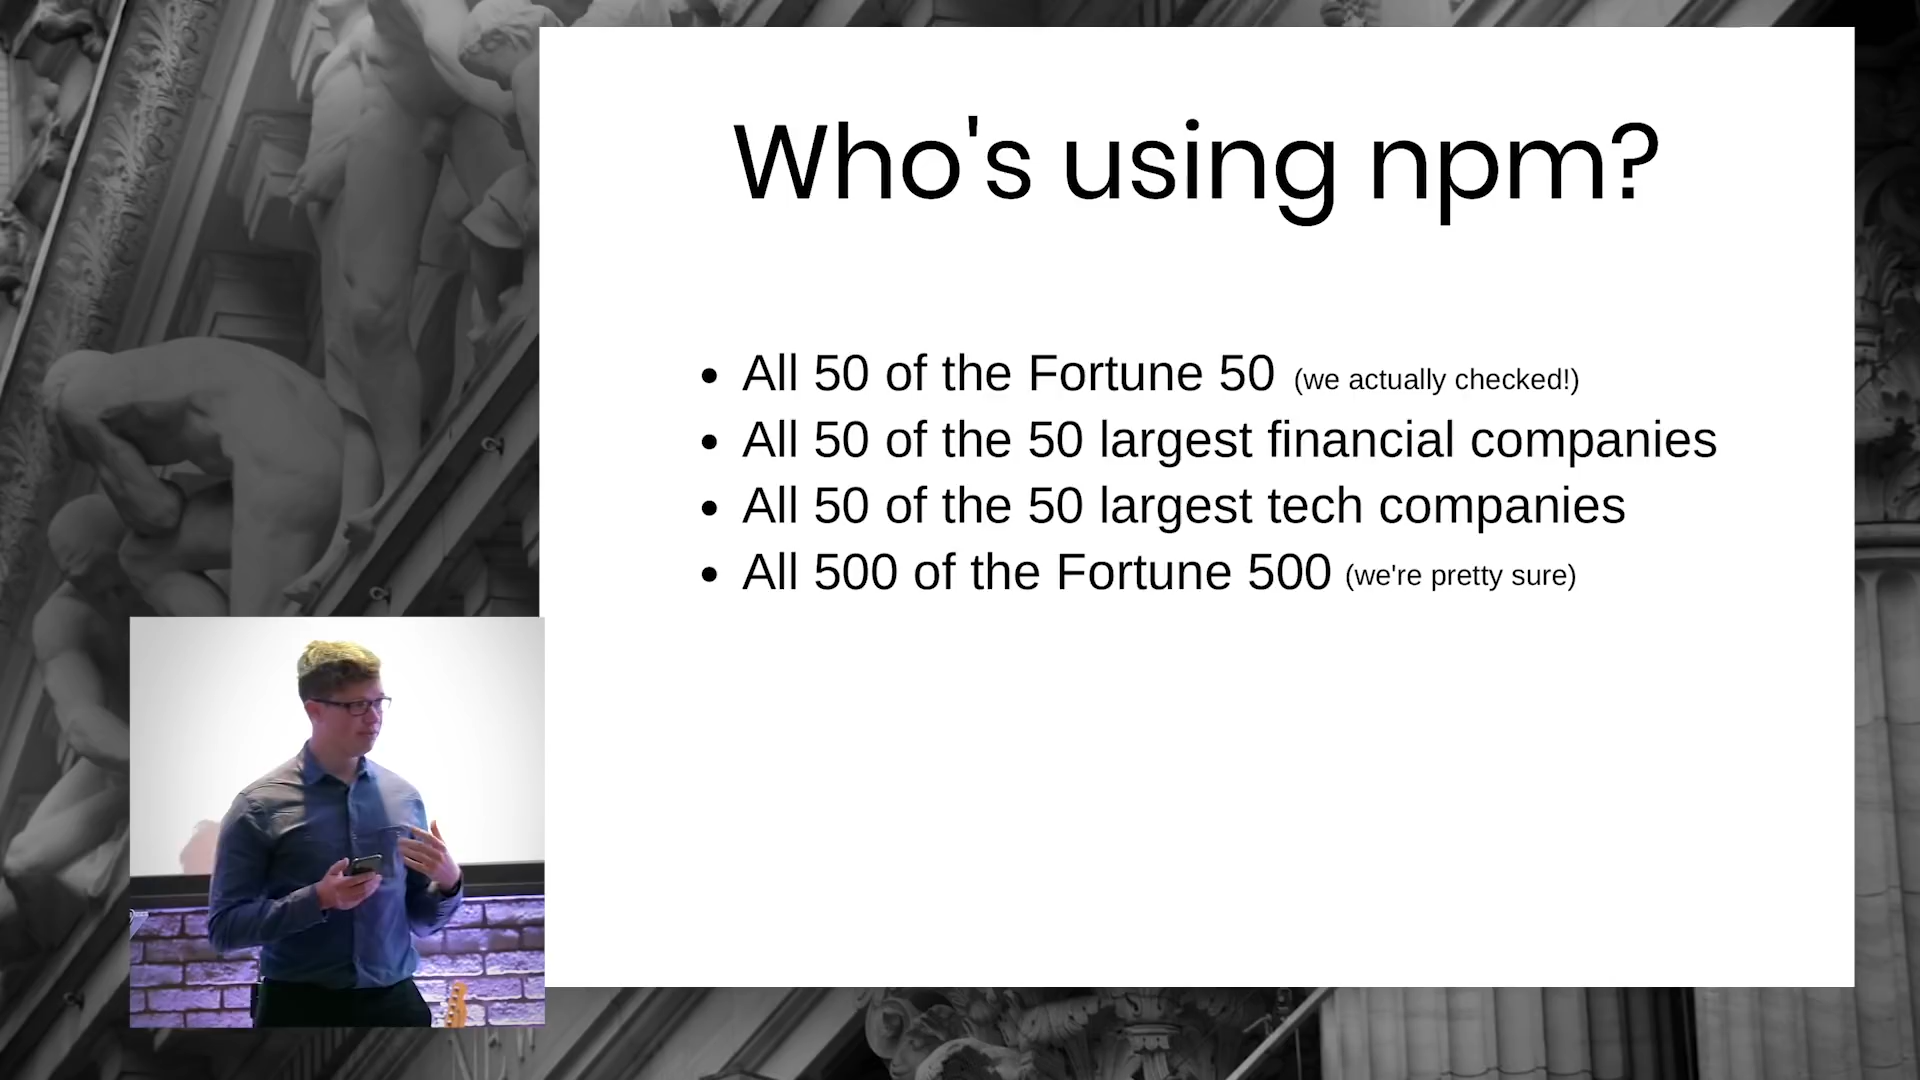 Who's using npm?
All 50 of the Fortune 50 (we actually checked!)
All 50 of the 50 largest financial companies
All 50 of the 50 largest tech companies
All 500 of the Fortune 500 (we're pretty sure)